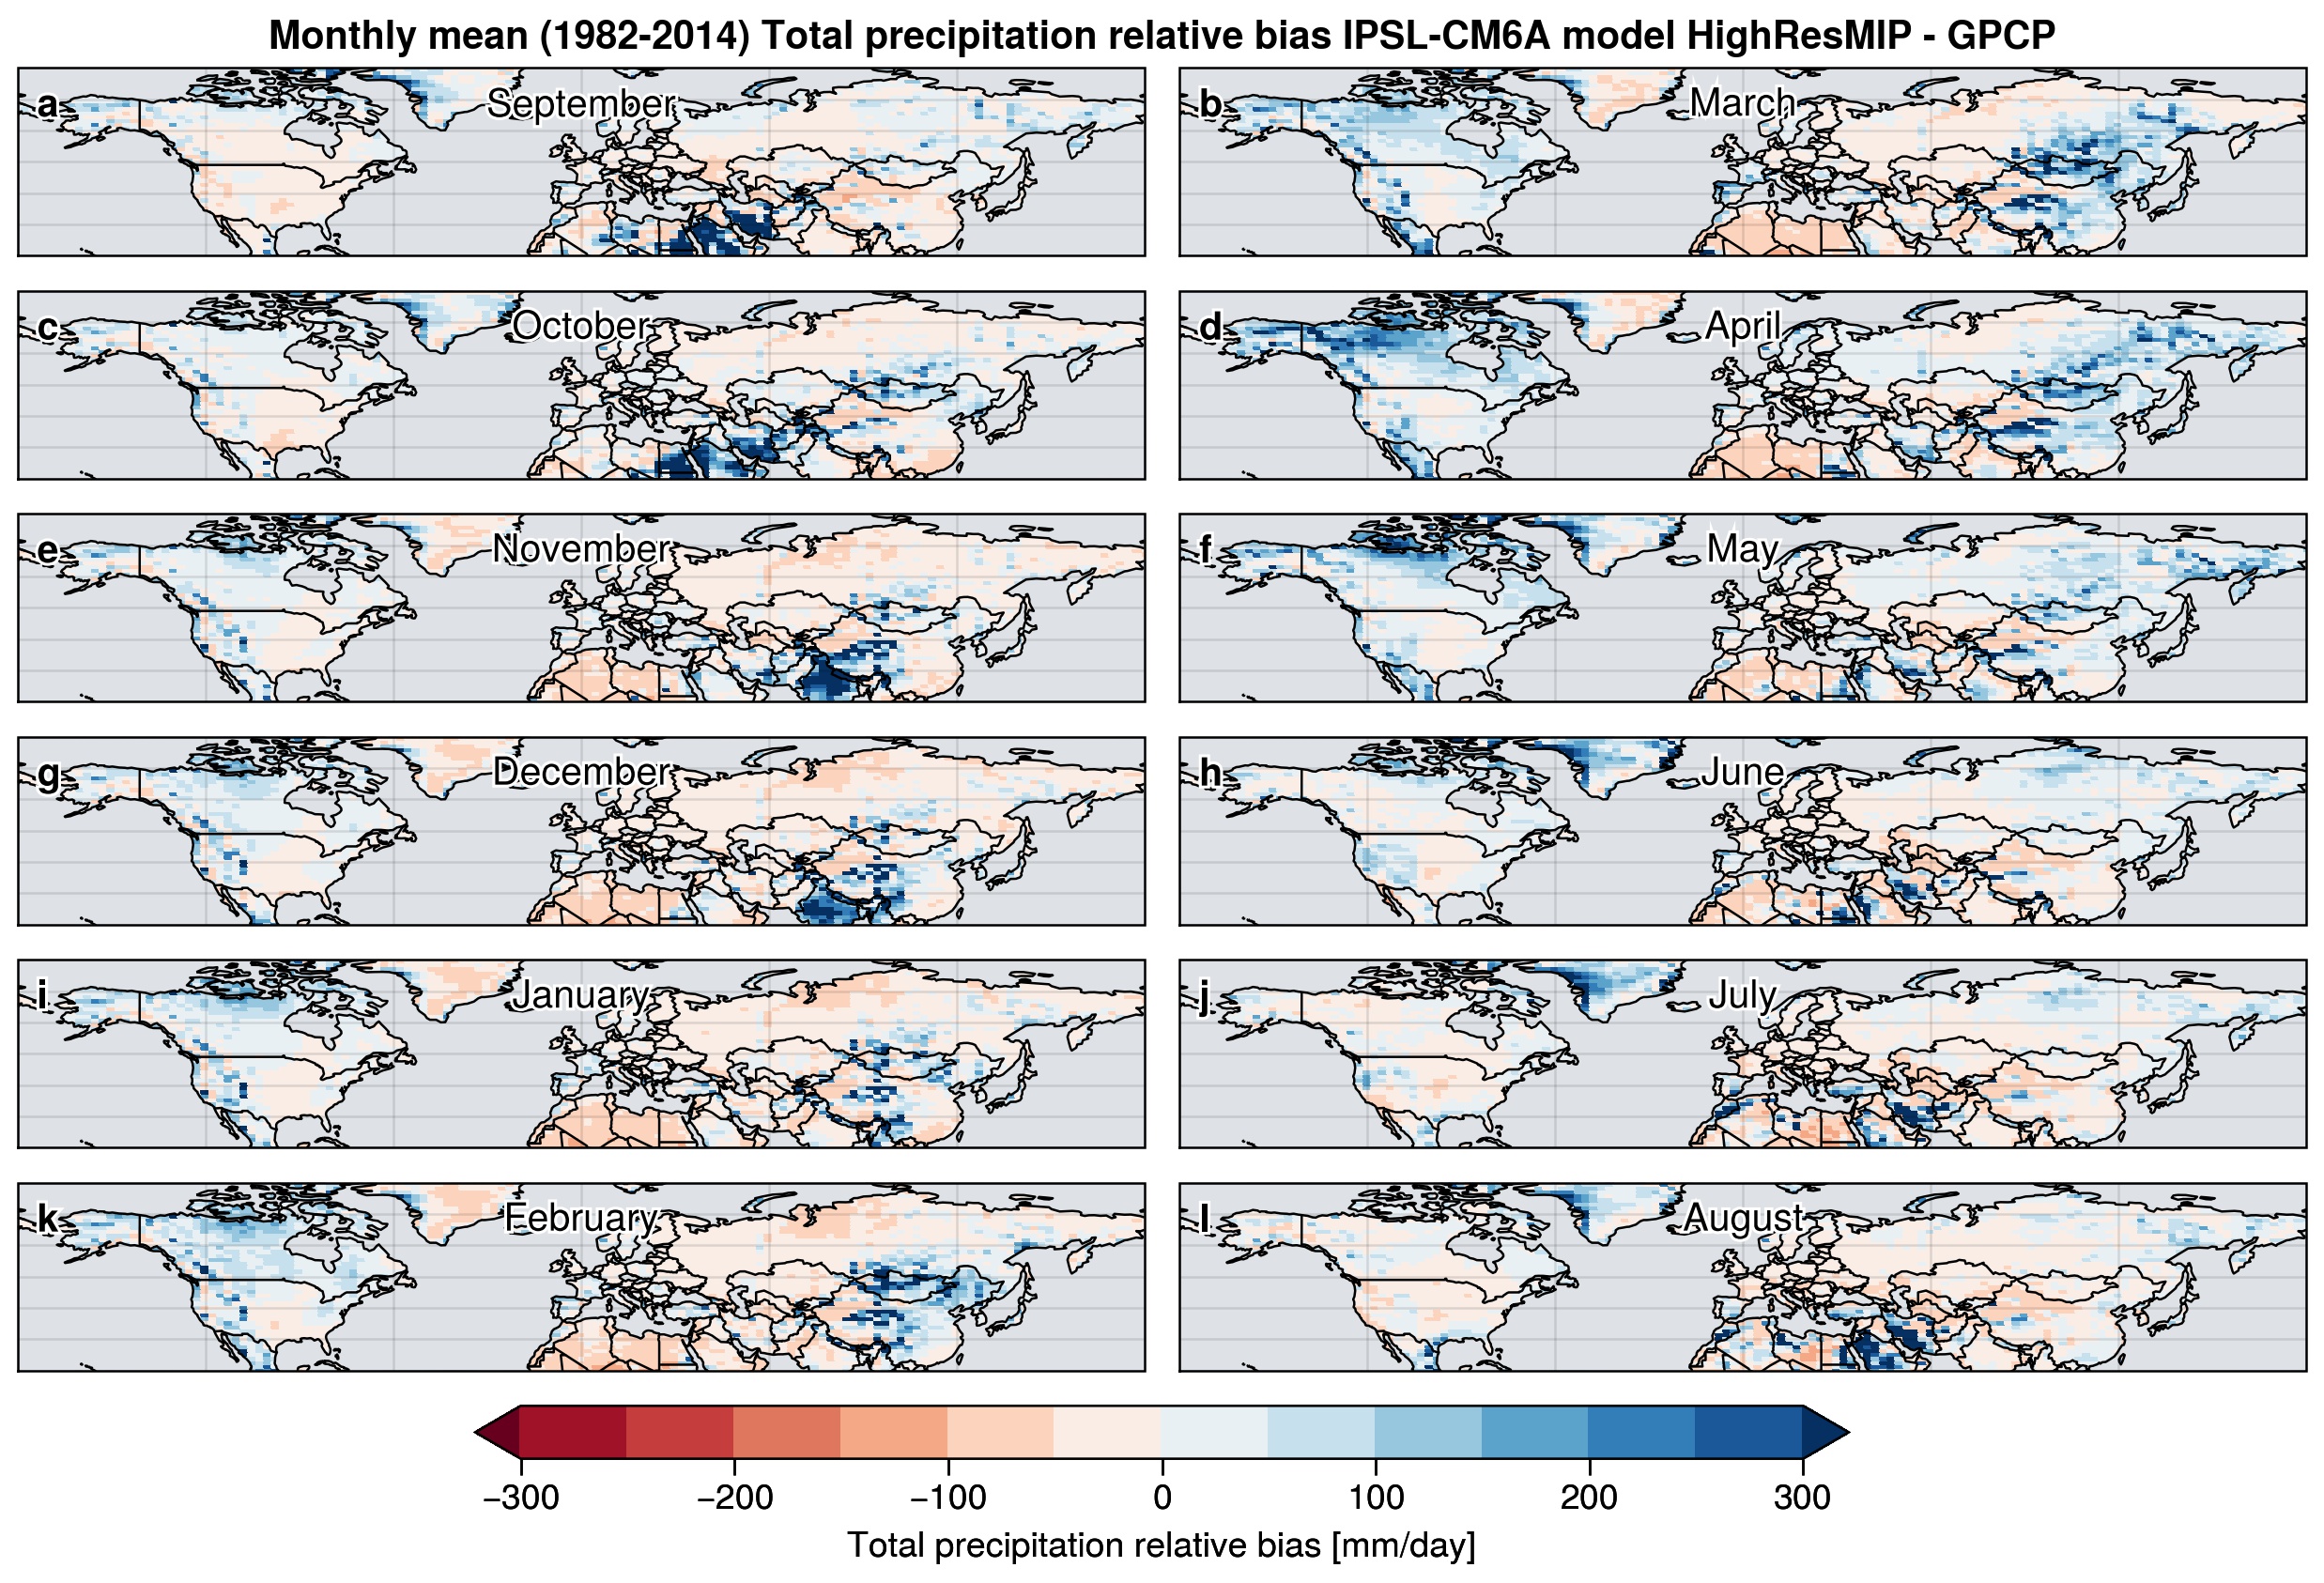 Monthly mean (1982-2014) Total precipitation relative bias IPSL-CM6A model HighResMIP - GPCP
a September
b March
c October
d April
e November
f May
g December
h June
i January
j July
k February
l August
−300 −200 −100 0 100 200 300
Total precipitation relative bias [mm/day]